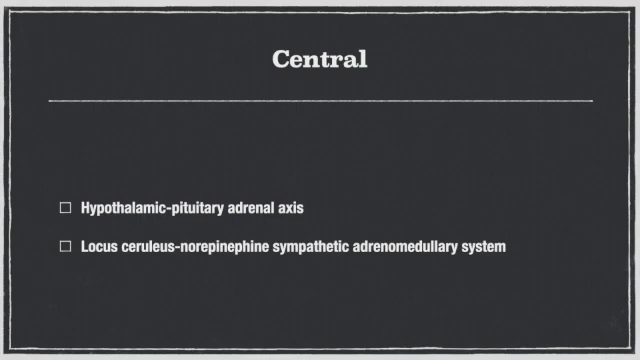 Central
Hypothalamic-pituitary adrenal axis
Locus ceruleus-norepinephine sympathetic adrenomedullary system